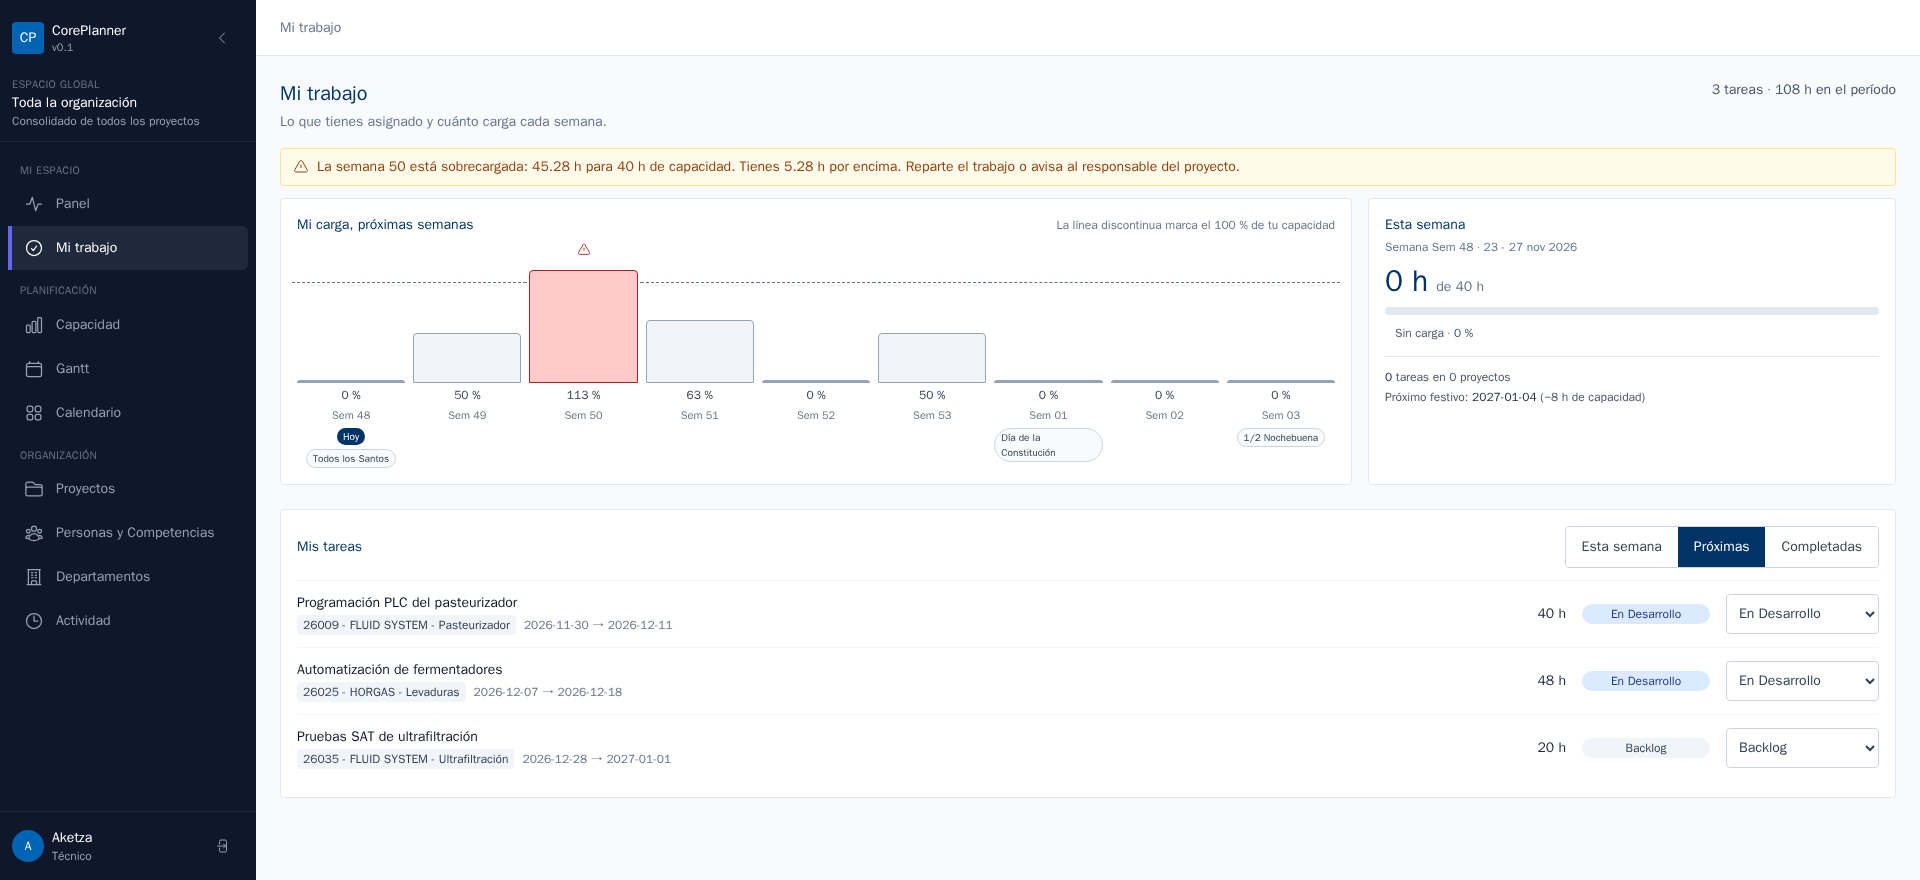 CP
CorePlanner
v0.1
ESPACIO GLOBAL
Toda la organización
Consolidado de todos los proyectos
MI ESPACIO
Panel
Mi trabajo
PLANIFICACIÓN
Capacidad
Gantt
Calendario
ORGANIZACIÓN
Proyectos
Personas y Competencias
Departamentos
Actividad
A
Aketza
Técnico
Mi trabajo
Mi trabajo
3 tareas · 108 h en el período
Lo que tienes asignado y cuánto carga cada semana.
La semana 50 está sobrecargada: 45.28 h para 40 h de capacidad. Tienes 5.28 h por encima. Reparte el trabajo o avisa al responsable del proyecto.
Mi carga, próximas semanas
La línea discontinua marca el 100 % de tu capacidad
0 % 50 % 113 % 63 % 0 % 50 % 0 % 0 % 0 %
Sem 48 Sem 49 Sem 50 Sem 51 Sem 52 Sem 53 Sem 01 Sem 02 Sem 03
Hoy
Todos los Santos
Día de la
Constitución
1/2 Nochebuena
Esta semana
Semana Sem 48 · 23 - 27 nov 2026
0 h de 40 h
Sin carga · 0 %
0 tareas en 0 proyectos
Próximo festivo: 2027-01-04 (−8 h de capacidad)
Mis tareas
Esta semana Próximas Completadas
Programación PLC del pasteurizador
26009 - FLUID SYSTEM - Pasteurizador 2026-11-30 → 2026-12-11
40 h En Desarrollo En Desarrollo
Automatización de fermentadores
26025 - HORGAS - Levaduras 2026-12-07 → 2026-12-18
48 h En Desarrollo En Desarrollo
Pruebas SAT de ultrafiltración
26035 - FLUID SYSTEM - Ultrafiltración 2026-12-28 → 2027-01-01
20 h Backlog Backlog